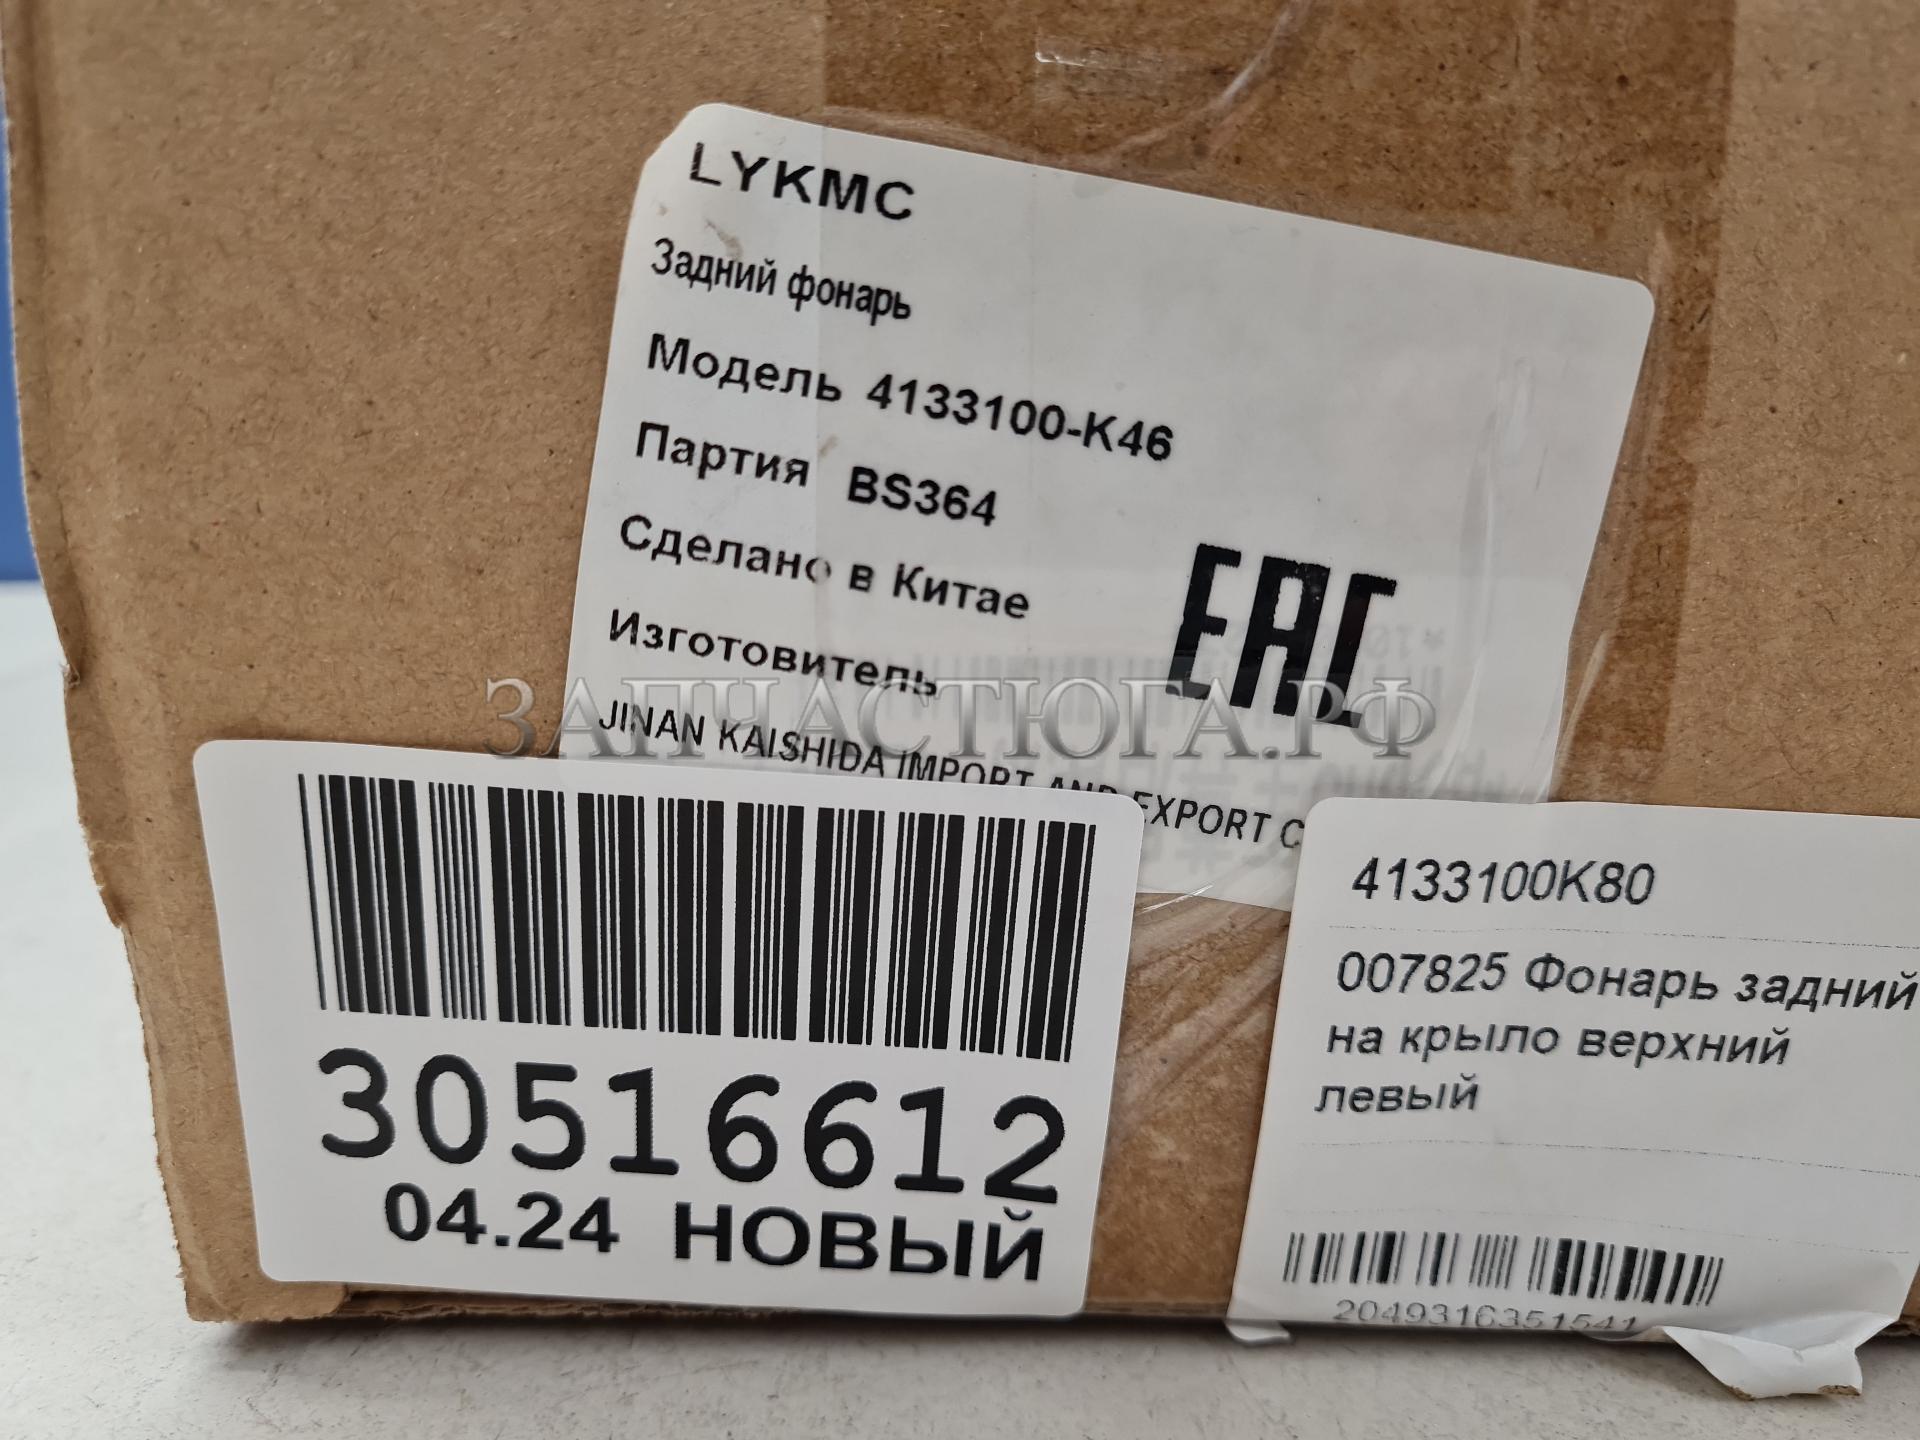 LYKMC
Задний фонарь
Модель 4133100-K46
Партия BS364
Сделано в Китае
Изготовитель
JINAN KAISHIDA IMPORT AND EXPORT C
EAC
ЗАПЧАСТЮГА.РФ
30516612
04.24 НОВЫЙ
4133100K80
007825 Фонарь задний
на крыло верхний
левый
2049316351541